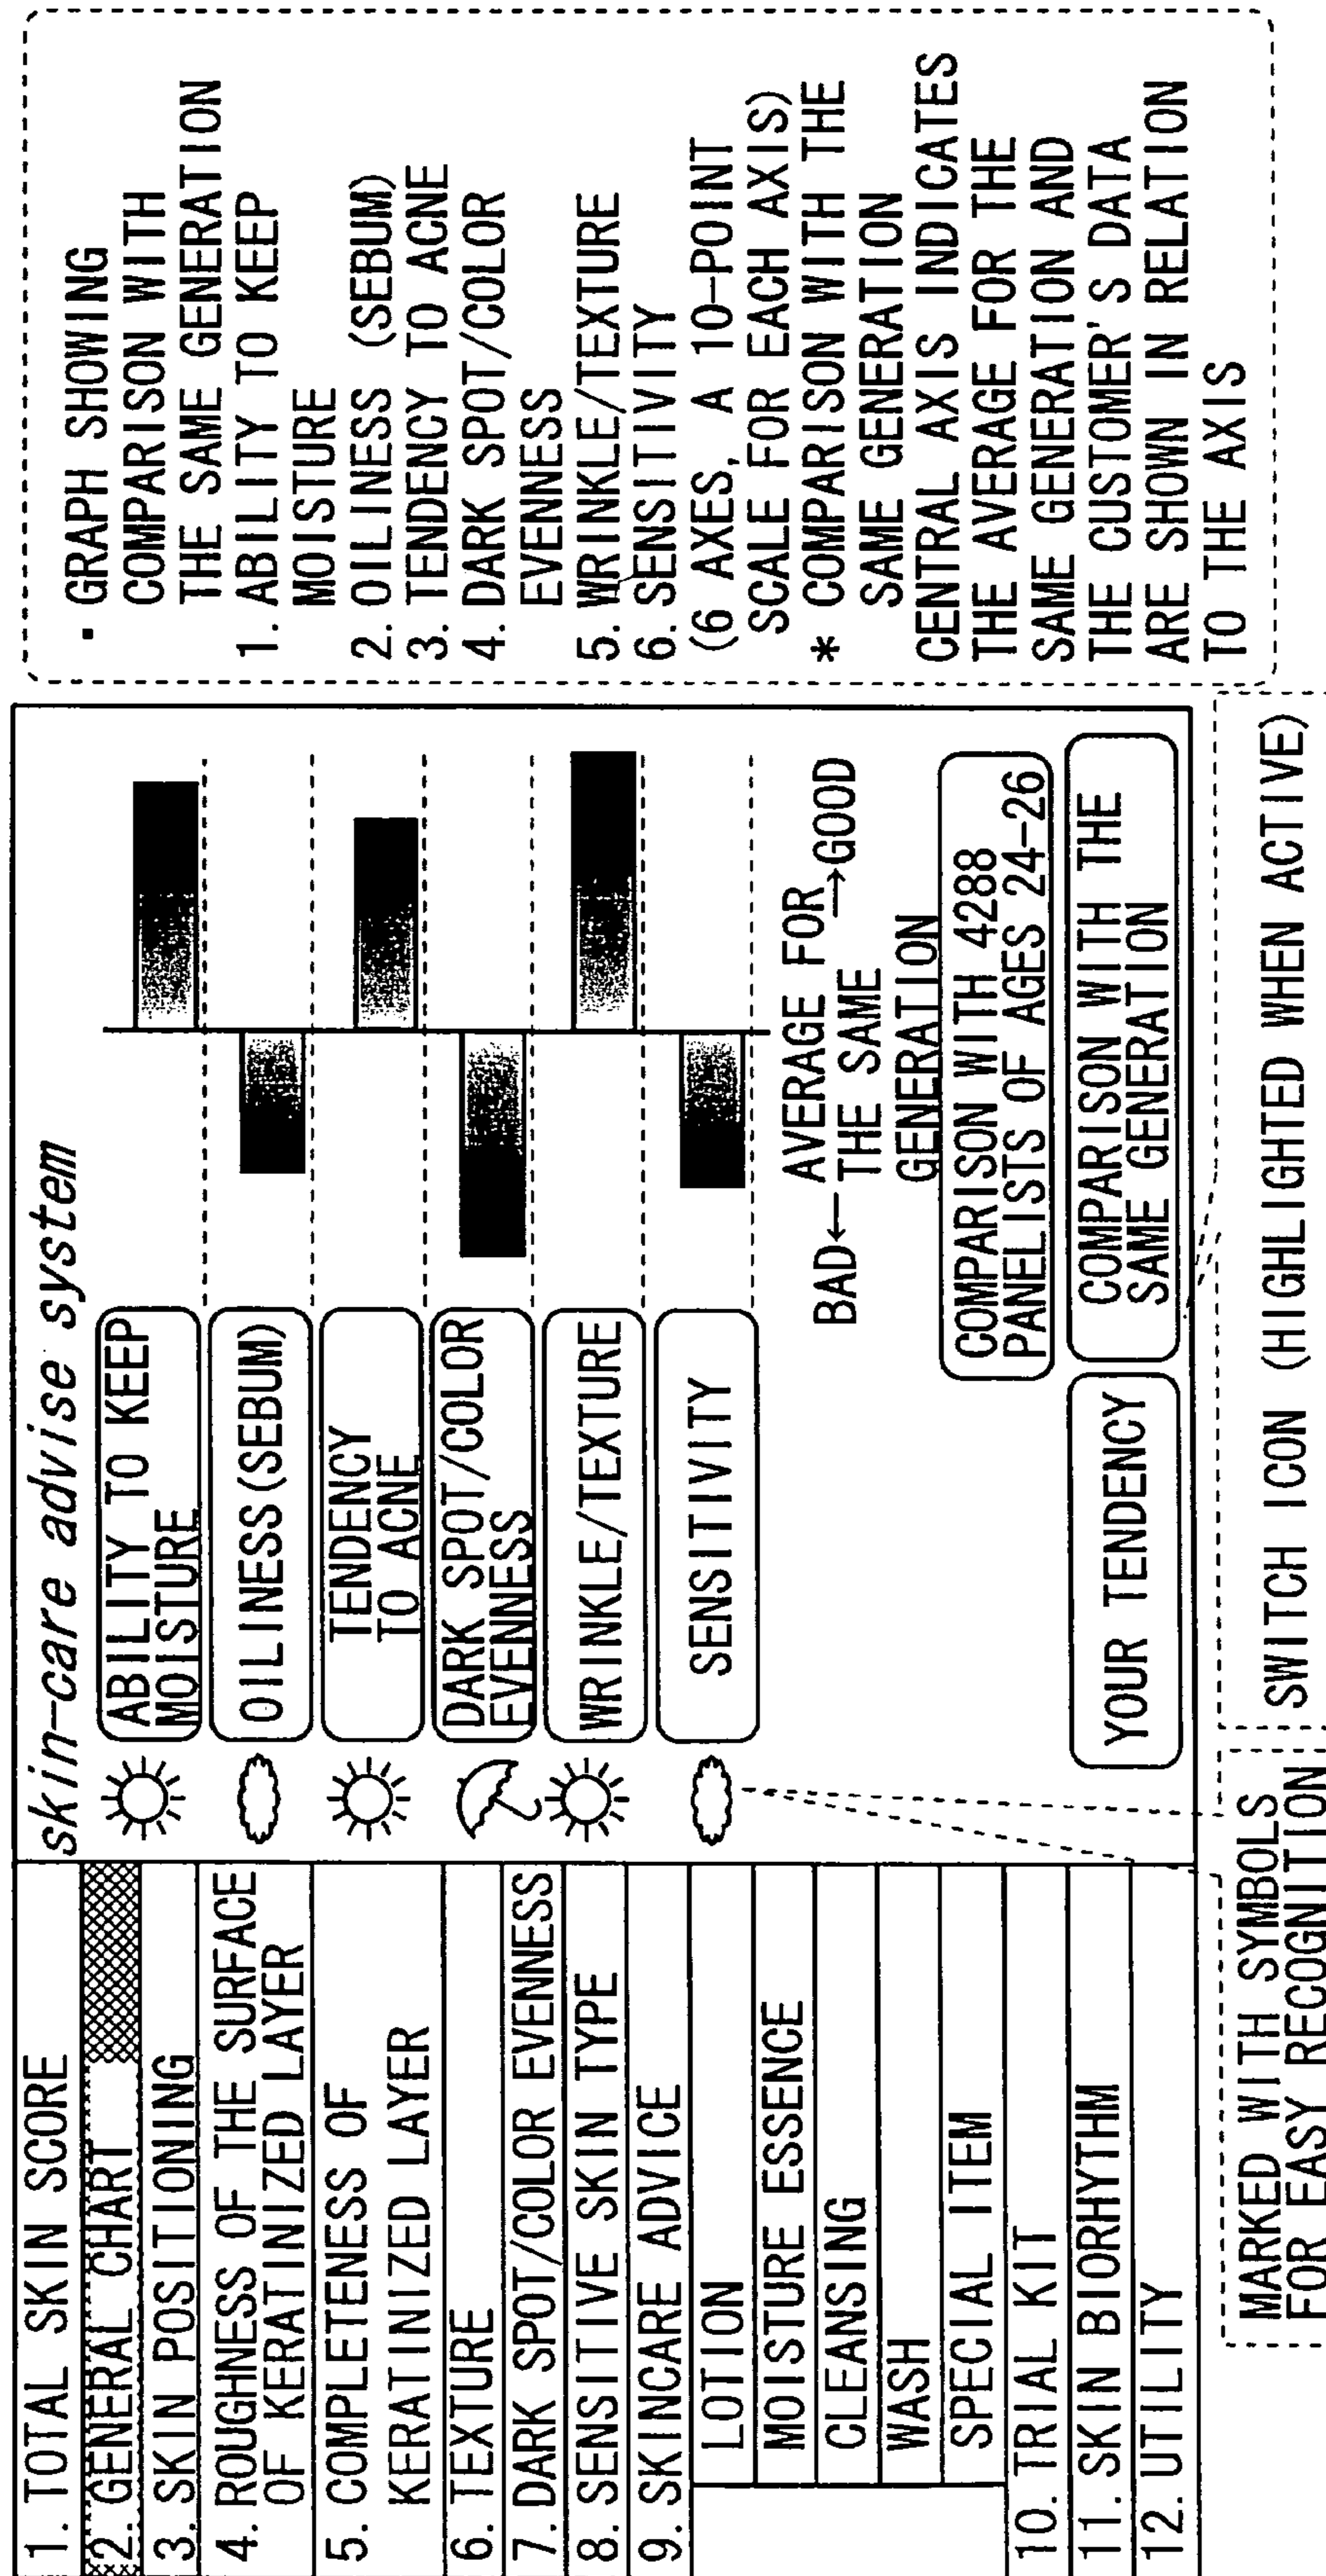 1. TOTAL SKIN SCORE
2. GENERAL CHART
3. SKIN POSITIONING
4. ROUGHNESS OF THE SURFACE
OF KERATINIZED LAYER
5. COMPLETENESS OF
KERATINIZED LAYER
6. TEXTURE
7. DARK SPOT/COLOR EVENNESS
8. SENSITIVE SKIN TYPE
9. SKINCARE ADVICE
LOTION
MOISTURE ESSENCE
CLEANSING
WASH
SPECIAL ITEM
10. TRIAL KIT
11. SKIN BIORHYTHM
12. UTILITY
skin-care advise system
ABILITY TO KEEP
MOISTURE
OILINESS(SEBUM)
TENDENCY
TO ACNE
DARK SPOT/COLOR
EVENNESS
WRINKLE/TEXTURE
SENSITIVITY
AVERAGE FOR
BAD←THE SAME→GOOD
GENERATION
COMPARISON WITH 4288
PANELISTS OF AGES 24-26
YOUR TENDENCY
COMPARISON WITH THE
SAME GENERATION
MARKED WITH SYMBOLS
FOR EASY RECOGNITION
SWITCH ICON (HIGHLIGHTED WHEN ACTIVE)
· GRAPH SHOWING
COMPARISON WITH
THE SAME GENERATION
1. ABILITY TO KEEP
MOISTURE
2. OILINESS (SEBUM)
3. TENDENCY TO ACNE
4. DARK SPOT/COLOR
EVENNESS
5. WRINKLE/TEXTURE
6. SENSITIVITY
(6 AXES, A 10-POINT
SCALE FOR EACH AXIS)
* COMPARISON WITH THE
SAME GENERATION
CENTRAL AXIS INDICATES
THE AVERAGE FOR THE
SAME GENERATION AND
THE CUSTOMER'S DATA
ARE SHOWN IN RELATION
TO THE AXIS